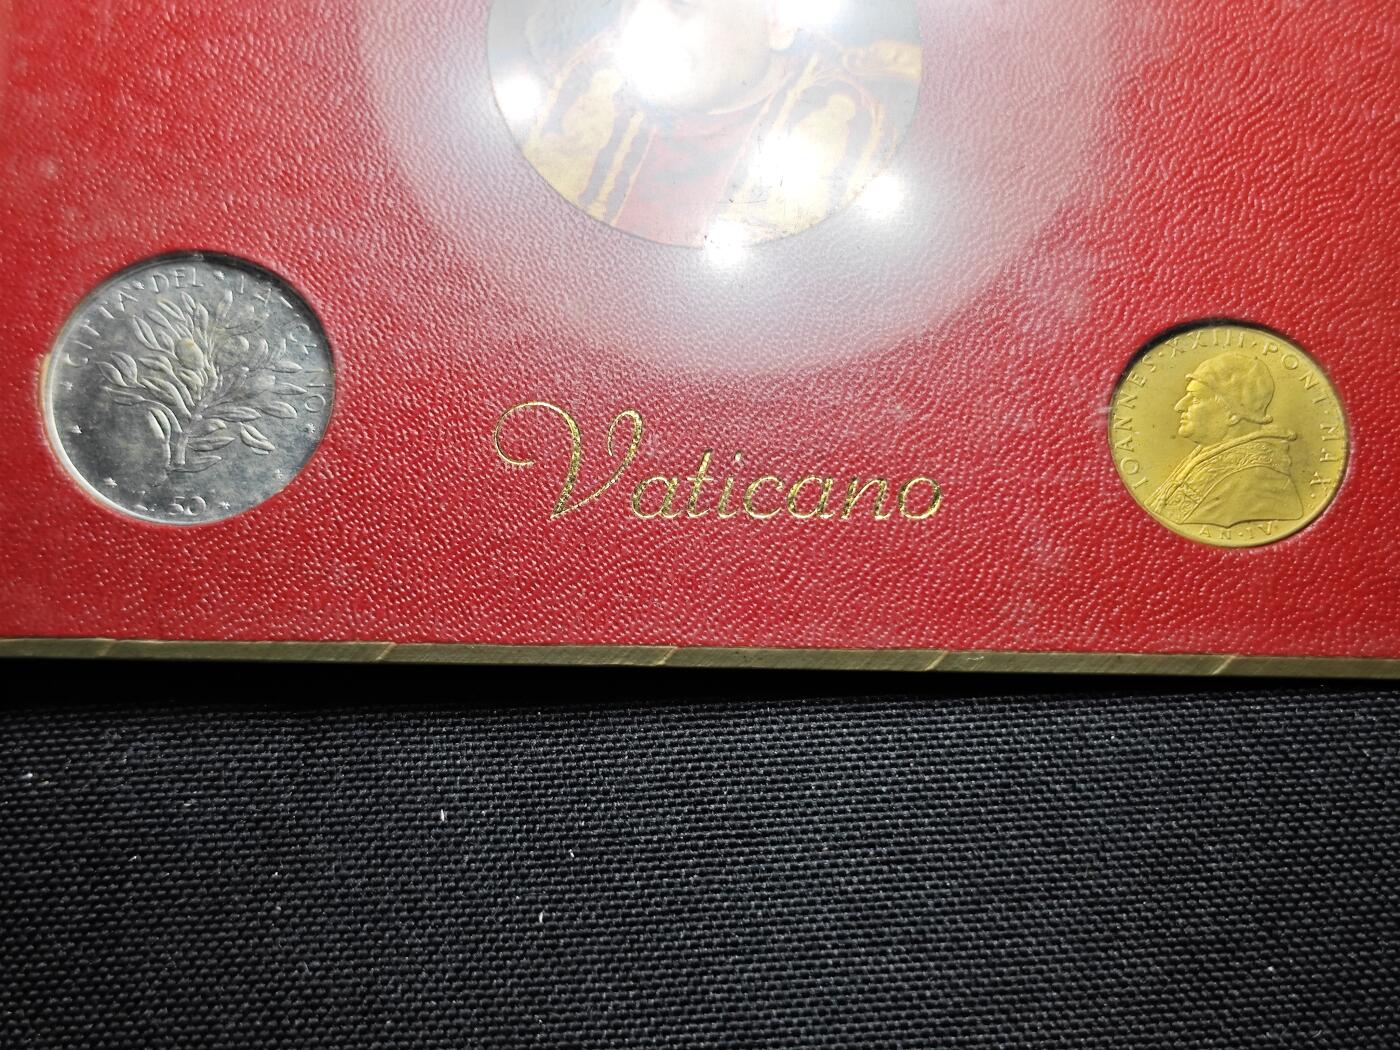 CITTA DEL VATICANO
L. 50
Vaticano
IOANNES·XXIII·PONT·MAX·
AN·IV